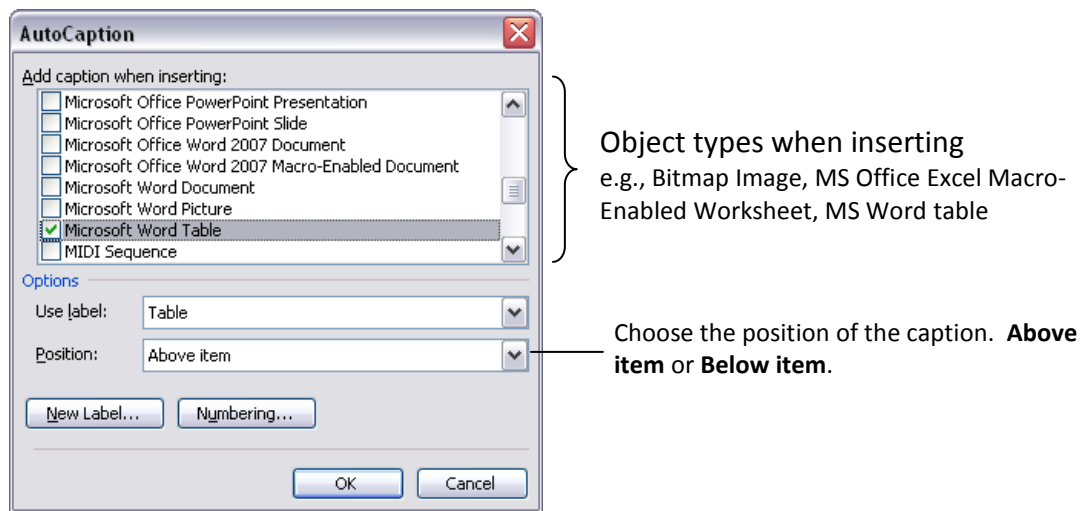 AutoCaption
Add caption when inserting:
Microsoft Office PowerPoint Presentation
Microsoft Office PowerPoint Slide
Microsoft Office Word 2007 Document
Microsoft Office Word 2007 Macro-Enabled Document
Microsoft Word Document
Microsoft Word Picture
Microsoft Word Table
MIDI Sequence
Options
Use label:
Table
Position:
Above item
New Label...
Numbering...
OK
Cancel
Object types when inserting
e.g., Bitmap Image, MS Office Excel Macro-
Enabled Worksheet, MS Word table
Choose the position of the caption. Above
item or Below item.